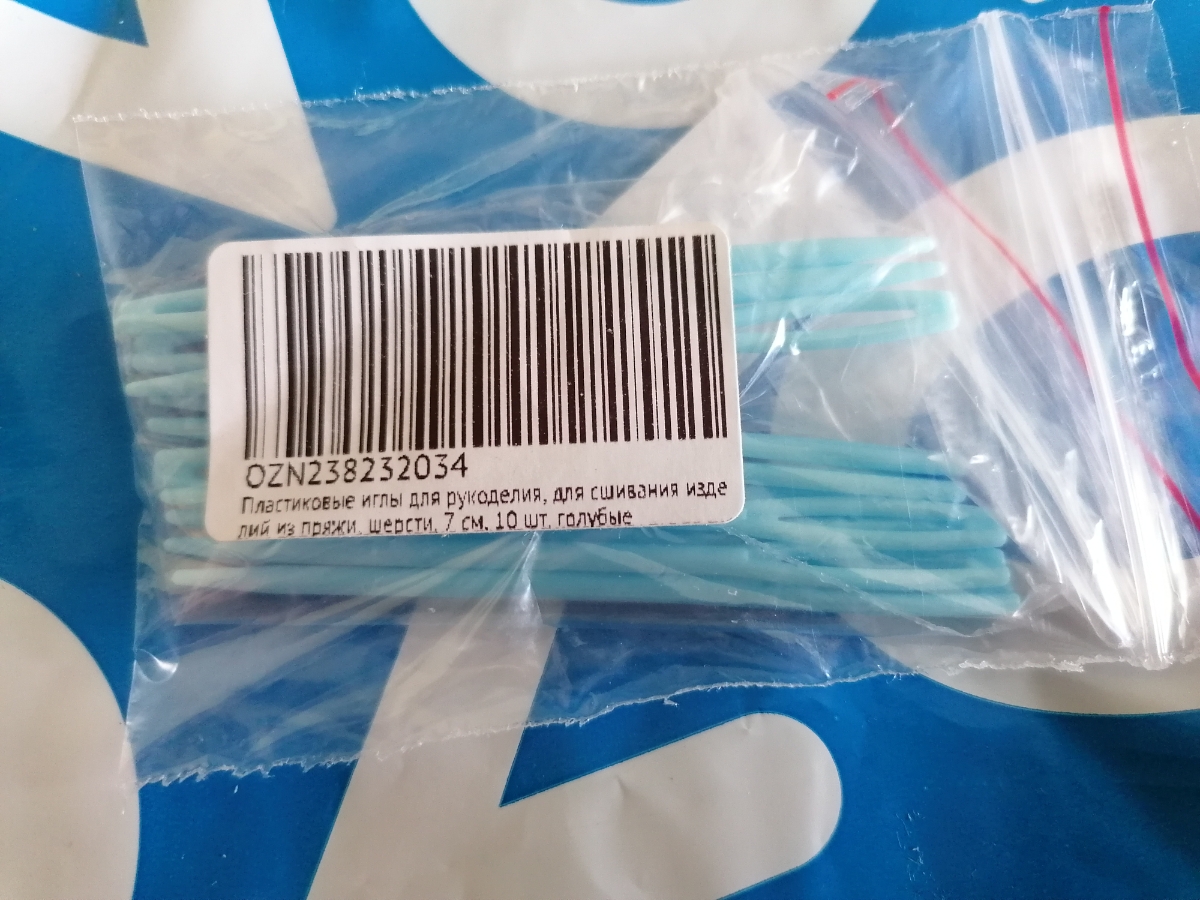 OZN238232034
Пластиковые иглы для рукоделия, для сшивания изде
лий из пряжи, шерсти, 7 см, 10 шт, голубые